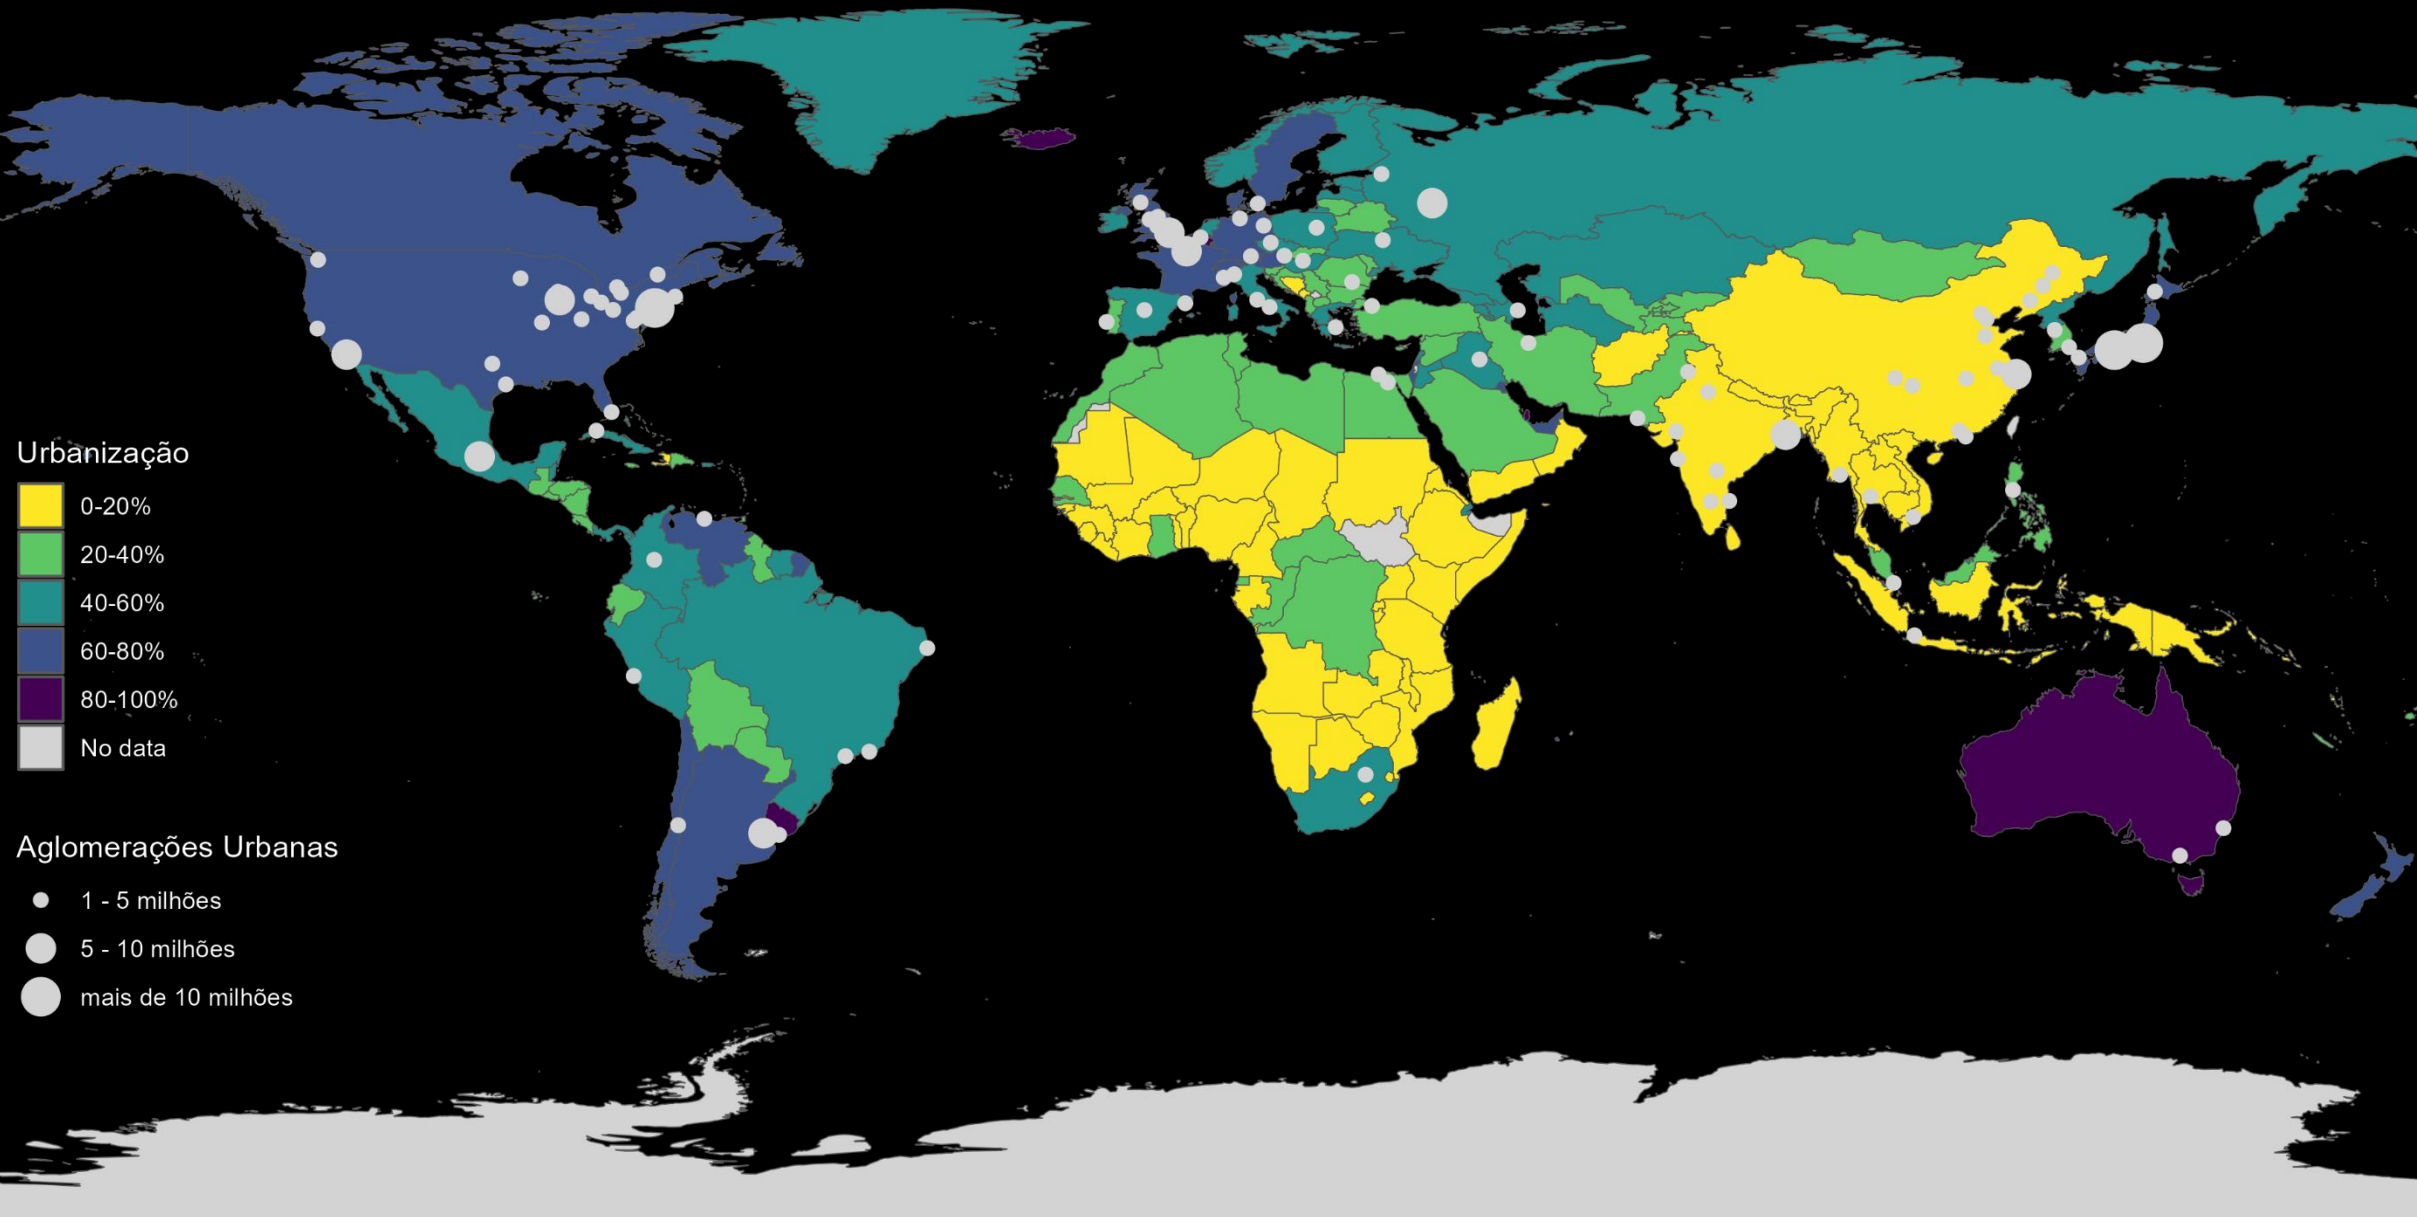 Urbanização
0-20%
20-40%
40-60%
60-80%
80-100%
No data
Aglomerações Urbanas
1 - 5 milhões
5 - 10 milhões
mais de 10 milhões